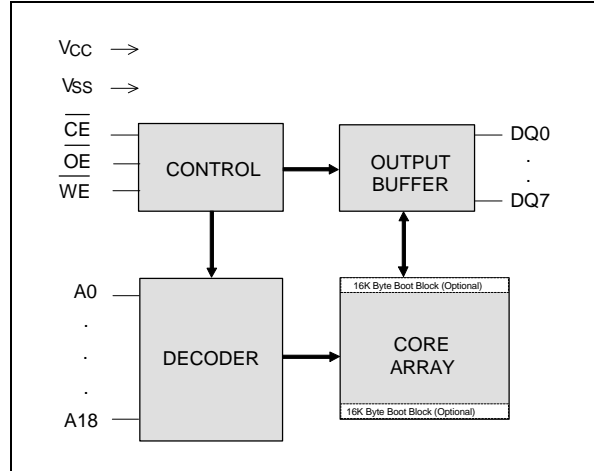 VCC
VSS
CE
OE
WE
CONTROL
OUTPUT
BUFFER
DQ0
.
.
DQ7
A0
.
.
.
A18
DECODER
16K Byte Boot Block (Optional)
CORE
ARRAY
16K Byte Boot Block (Optional)